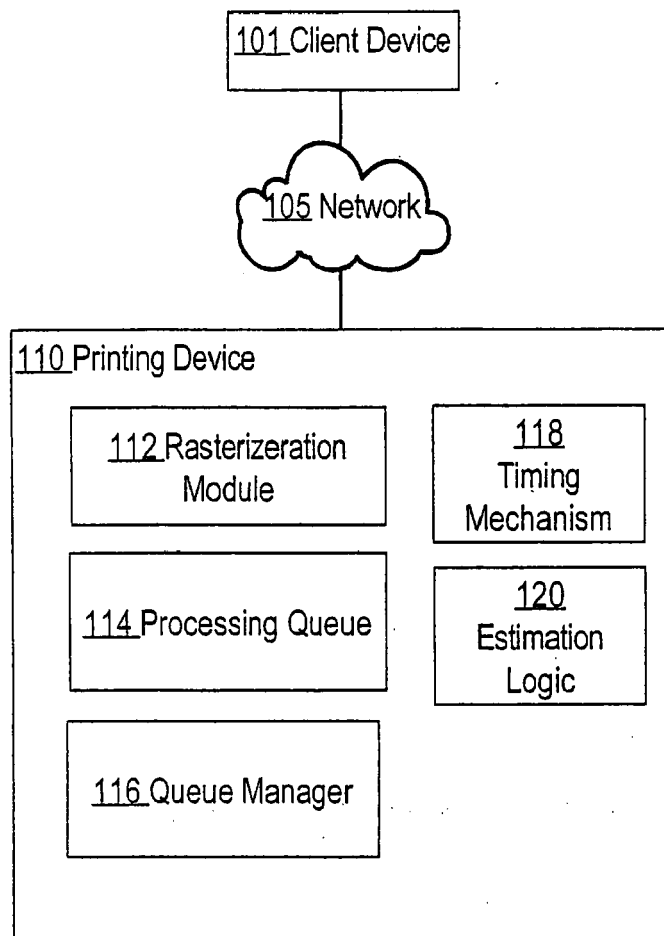 101 Client Device
105 Network
110 Printing Device
112 Rasterizeration
Module
114 Processing Queue
116 Queue Manager
118
Timing
Mechanism
120
Estimation
Logic